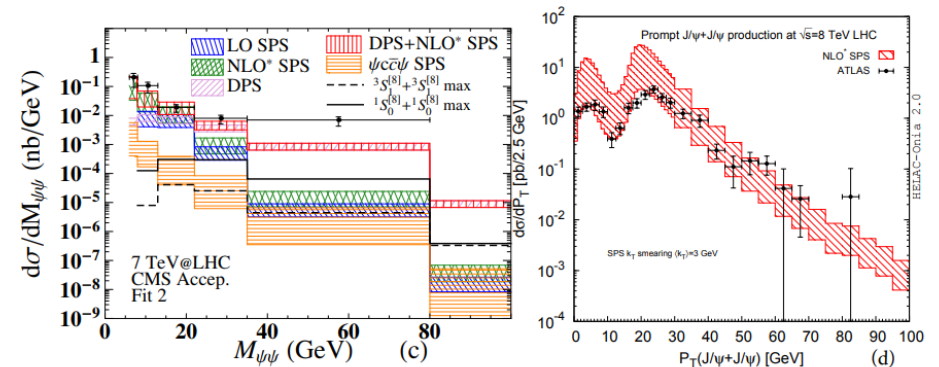 dσ/dM_ψψ (nb/GeV)
1
10⁻¹
10⁻²
10⁻³
10⁻⁴
10⁻⁵
10⁻⁶
10⁻⁷
10⁻⁸
10⁻⁹
LO SPS
NLO* SPS
DPS
DPS+NLO* SPS
ψcc̄ψ SPS
³S₁^[8]+³S₁^[8] max
¹S₀^[8]+¹S₀^[8] max
7 TeV@LHC
CMS Accep.
Fit 2
0 20 40 60 80
M_ψψ (GeV) (c)
dσ/dP_T [pb/2.5 GeV]
10²
10¹
10⁰
10⁻¹
10⁻²
10⁻³
10⁻⁴
Prompt J/ψ+J/ψ production at √s=8 TeV LHC
NLO* SPS
ATLAS
SPS k_T smearing ⟨k_T⟩=3 GeV
HELAC-Onia 2.0
0 10 20 30 40 50 60 70 80 90 100
P_T(J/ψ+J/ψ) [GeV] (d)